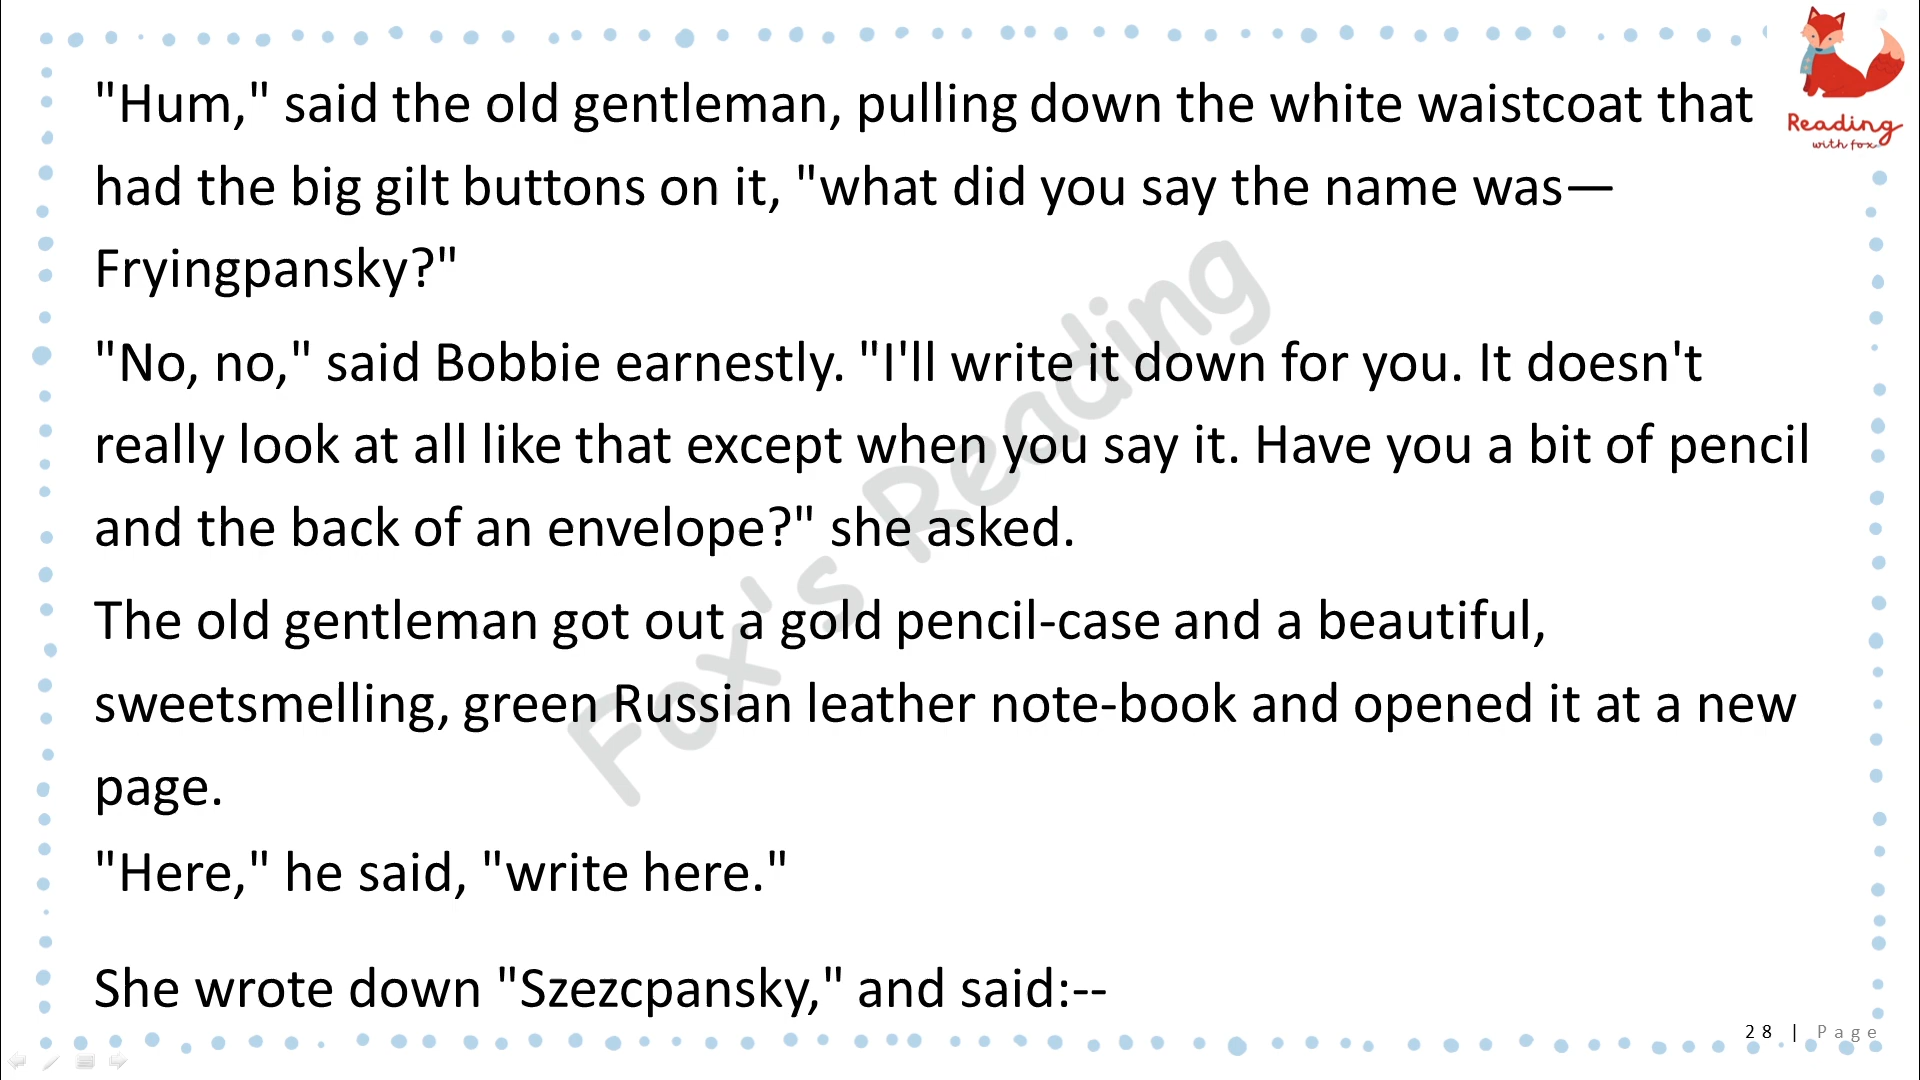 "Hum," said the old gentleman, pulling down the white waistcoat that
had the big gilt buttons on it, "what did you say the name was—
Fryingpansky?"
"No, no," said Bobbie earnestly. "I'll write it down for you. It doesn't
really look at all like that except when you say it. Have you a bit of pencil
and the back of an envelope?" she asked.
The old gentleman got out a gold pencil-case and a beautiful,
sweetsmelling, green Russian leather note-book and opened it at a new
page.
"Here," he said, "write here."
She wrote down "Szezcpansky," and said:--
Reading
with fox
Fox's Reading
28 | Page